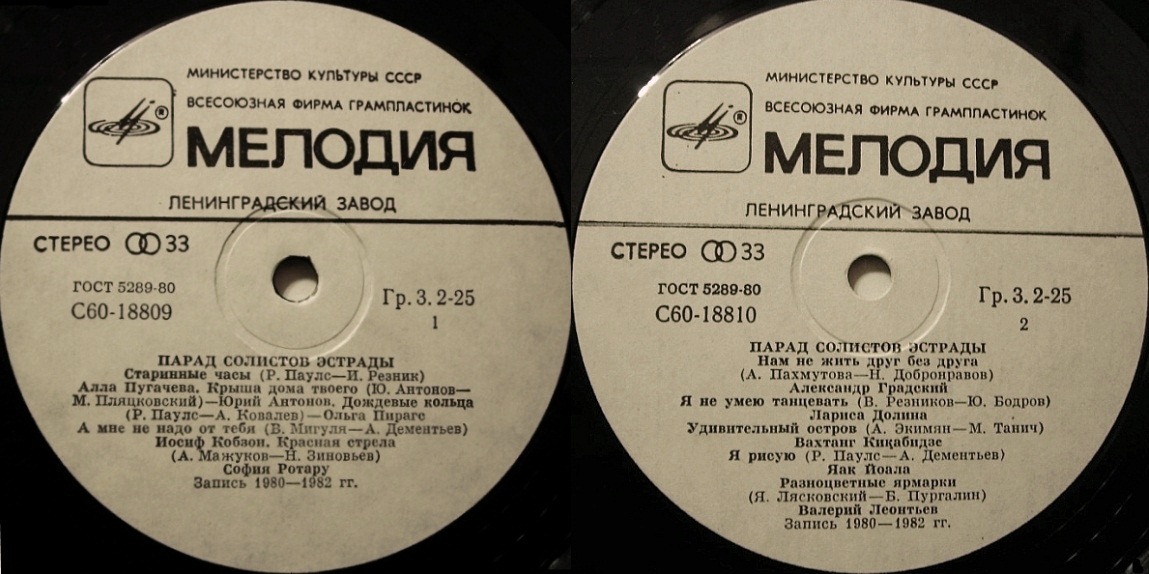 МИНИСТЕРСТВО КУЛЬТУРЫ СССР
ВСЕСОЮЗНАЯ ФИРМА ГРАМПЛАСТИНОК
®
МЕЛОДИЯ
ЛЕНИНГРАДСКИЙ ЗАВОД
СТЕРЕО 33
ГОСТ 5289-80
С60-18809
Гр. 3. 2-25
1
ПАРАД СОЛИСТОВ ЭСТРАДЫ
Старинные часы (Р. Паулс—И. Резник)
Алла Пугачева. Крыша дома твоего (Ю. Антонов—
М. Пляцковский)—Юрий Антонов. Дождевые кольца
(Р. Паулс—А. Ковалев)—Ольга Пирагс
А мне не надо от тебя (В. Мигуля—А. Дементьев)
Иосиф Кобзон. Красная стрела
(А. Мажуков—Н. Зиновьев)
София Ротару
Запись 1980—1982 гг.
МИНИСТЕРСТВО КУЛЬТУРЫ СССР
ВСЕСОЮЗНАЯ ФИРМА ГРАМПЛАСТИНОК
®
МЕЛОДИЯ
ЛЕНИНГРАДСКИЙ ЗАВОД
СТЕРЕО 33
ГОСТ 5289-80
С60-18810
Гр. 3. 2-25
2
ПАРАД СОЛИСТОВ ЭСТРАДЫ
Нам не жить друг без друга
(А. Пахмутова—Н. Добронравов)
Александр Градский
Я не умею танцевать (В. Резников—Ю. Бодров)
Лариса Долина
Удивительный остров (А. Экимян—М. Танич)
Вахтанг Кикабидзе
Я рисую (Р. Паулс—А. Дементьев)
Яак Йоала
Разноцветные ярмарки
(Я. Лясковский—Б. Пургалин)
Валерий Леонтьев
Запись 1980—1982 гг.